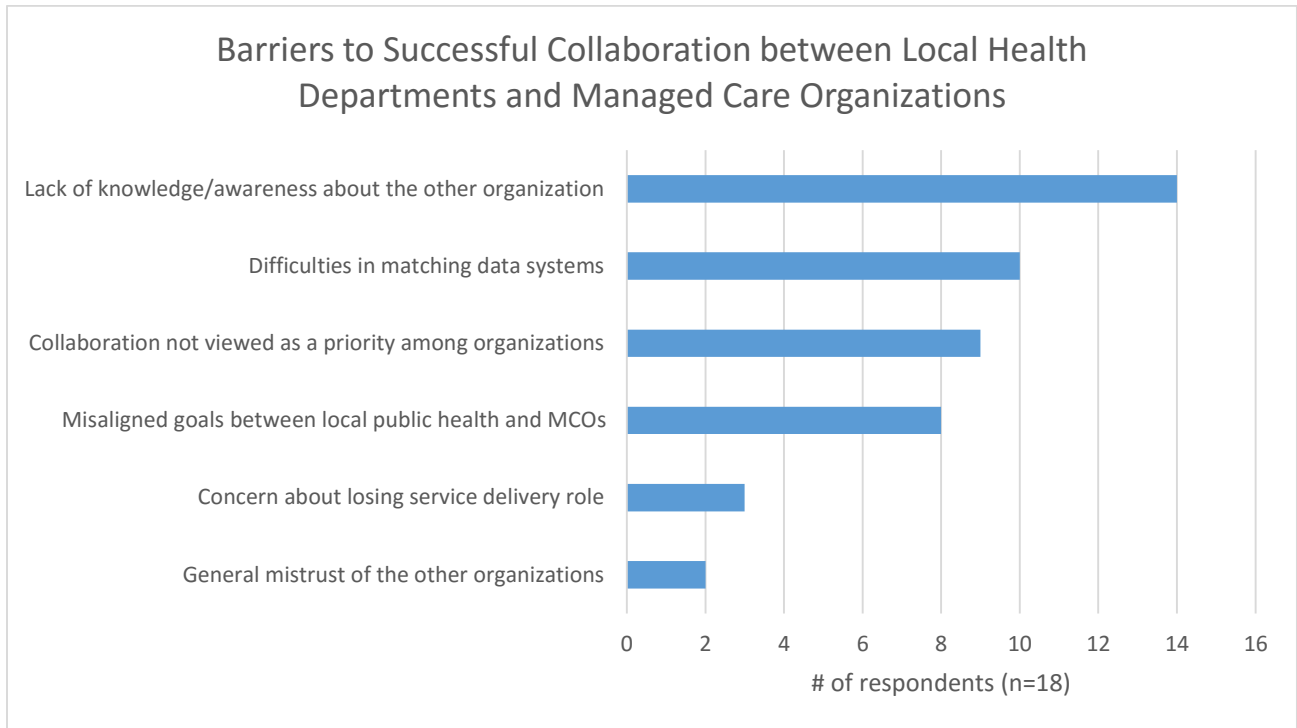 Barriers to Successful Collaboration between Local Health
Departments and Managed Care Organizations
Lack of knowledge/awareness about the other organization
Difficulties in matching data systems
Collaboration not viewed as a priority among organizations
Misaligned goals between local public health and MCOs
Concern about losing service delivery role
General mistrust of the other organizations
0 2 4 6 8 10 12 14 16
# of respondents (n=18)